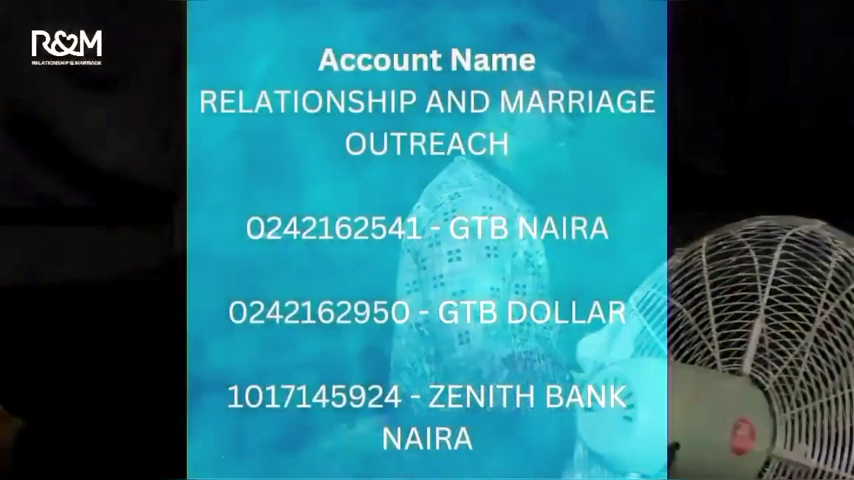 R&M
RELATIONSHIP & MARRIAGE
Account Name
RELATIONSHIP AND MARRIAGE
OUTREACH
0242162541 - GTB NAIRA
0242162950 - GTB DOLLAR
1017145924 - ZENITH BANK
NAIRA